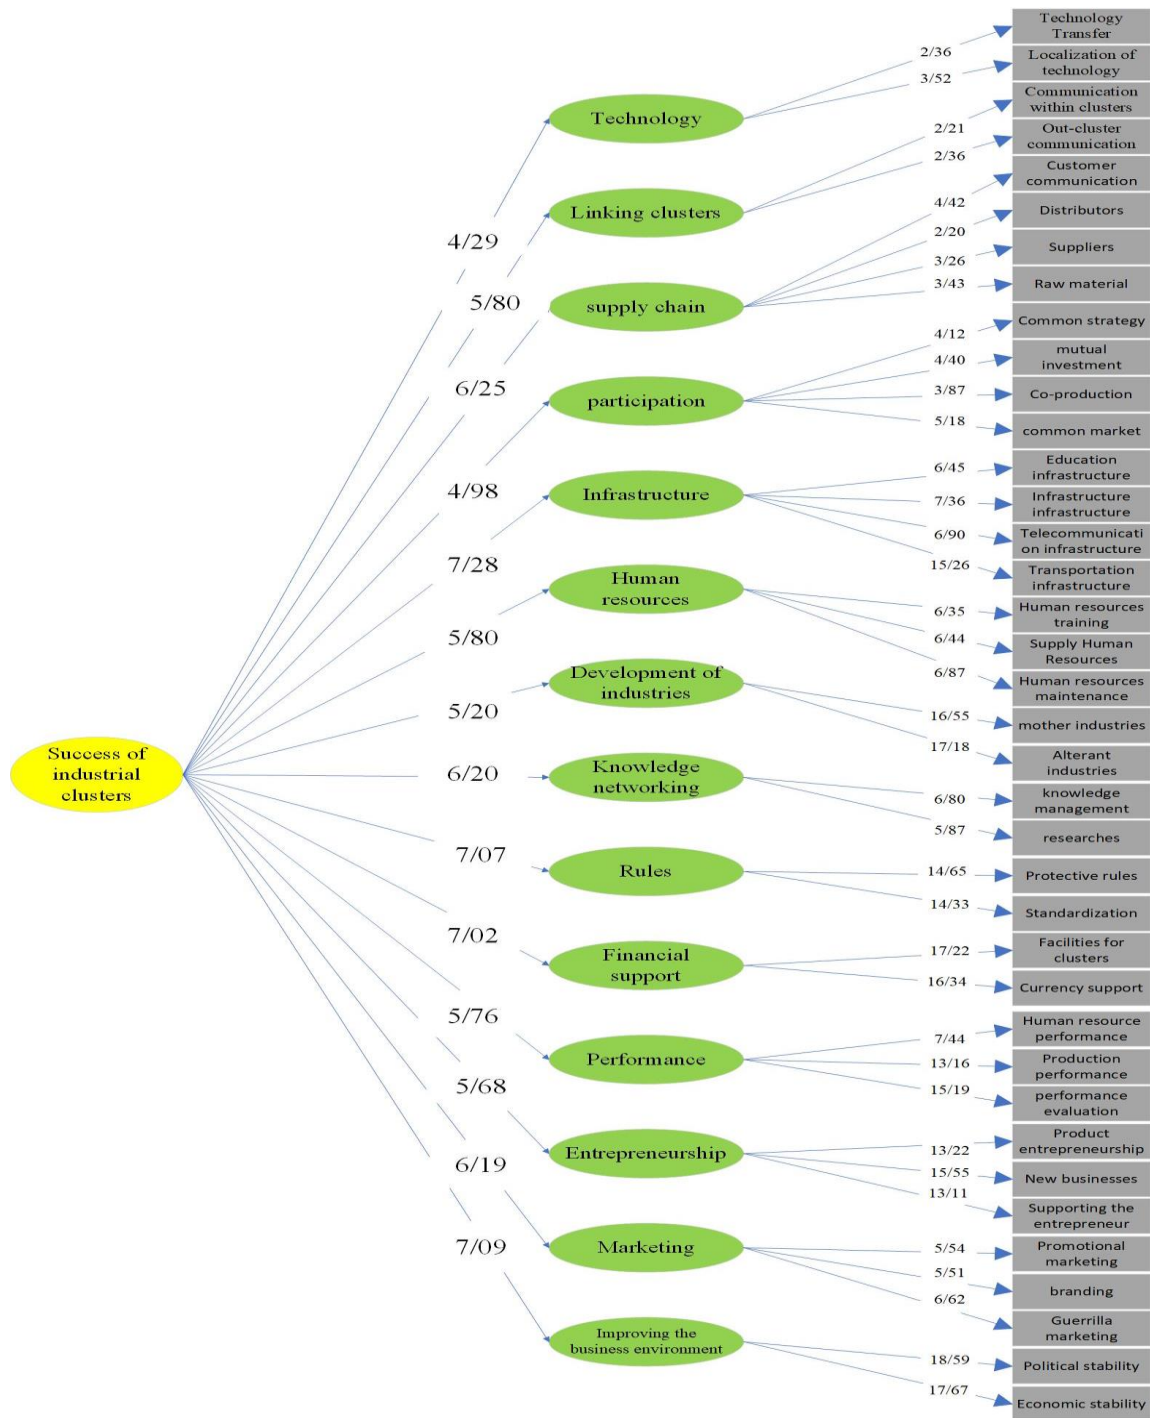 Success of
industrial
clusters
4/29
5/80
6/25
4/98
7/28
5/80
5/20
6/20
7/07
7/02
5/76
5/68
6/19
7/09
Technology
Linking clusters
supply chain
participation
Infrastructure
Human
resources
Development of
industries
Knowledge
networking
Rules
Financial
support
Performance
Entrepreneurship
Marketing
Improving the
business environment
2/36
3/52
2/21
2/36
4/42
2/20
3/26
3/43
4/12
4/40
3/87
5/18
6/45
7/36
6/90
15/26
6/35
6/44
6/87
16/55
17/18
6/80
5/87
14/65
14/33
17/22
16/34
7/44
13/16
15/19
13/22
15/55
13/11
5/54
5/51
6/62
18/59
17/67
Technology
Transfer
Localization of
technology
Communication
within clusters
Out-cluster
communication
Customer
communication
Distributors
Suppliers
Raw material
Common strategy
mutual
investment
Co-production
common market
Education
infrastructure
Infrastructure
infrastructure
Telecommunicati
on infrastructure
Transportation
infrastructure
Human resources
training
Supply Human
Resources
Human resources
maintenance
mother industries
Alterant
industries
knowledge
management
researches
Protective rules
Standardization
Facilities for
clusters
Currency support
Human resource
performance
Production
performance
performance
evaluation
Product
entrepreneurship
New businesses
Supporting the
entrepreneur
Promotional
marketing
branding
Guerrilla
marketing
Political stability
Economic stability